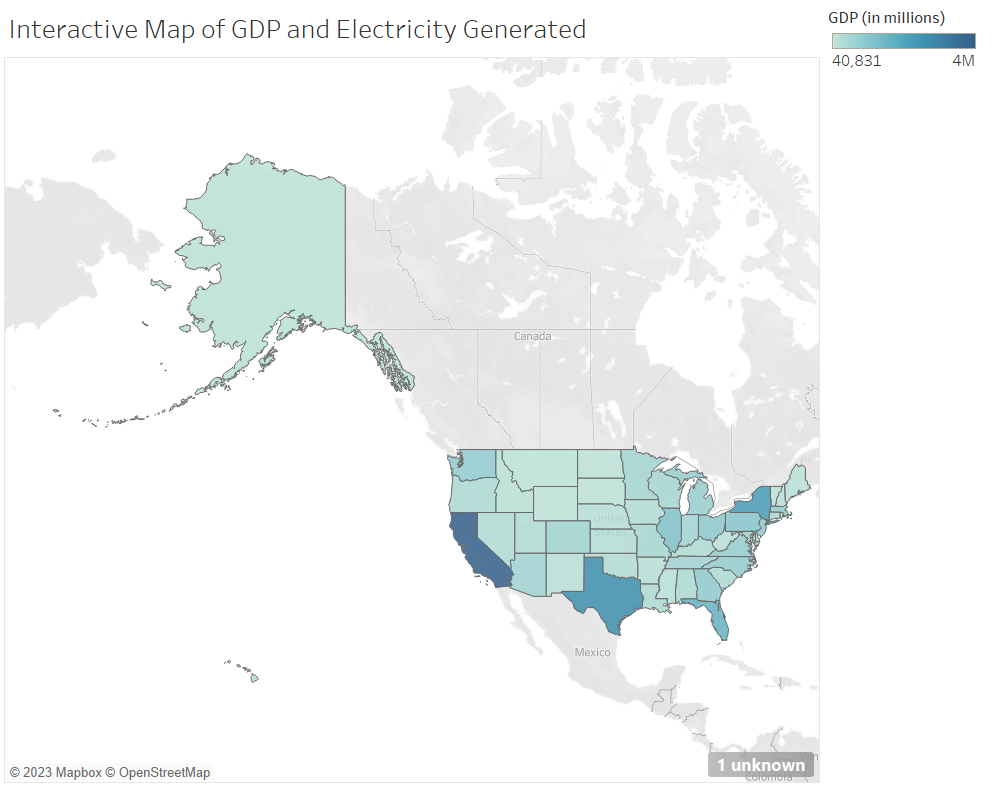 Interactive Map of GDP and Electricity Generated
GDP (in millions)
40,831 4M
Canada
United
States
Mexico
1 unknown
Colombia
© 2023 Mapbox © OpenStreetMap